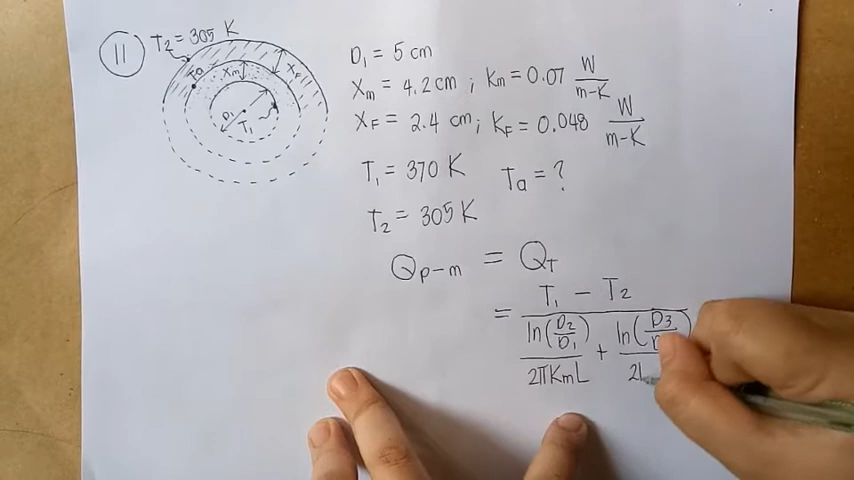 11
T₂ = 305 K
Ta
Xm
XF
D₁
T₁
D₁ = 5 cm
Xm = 4.2 cm ; Km = 0.07 W/m-K
XF = 2.4 cm ; KF = 0.048 W/m-K
T₁ = 370 K Ta = ?
T₂ = 305 K
Qp-m = QT
= T₁ - T₂
ln(D₂/D₁) + ln(D₃/
2πKmL 2